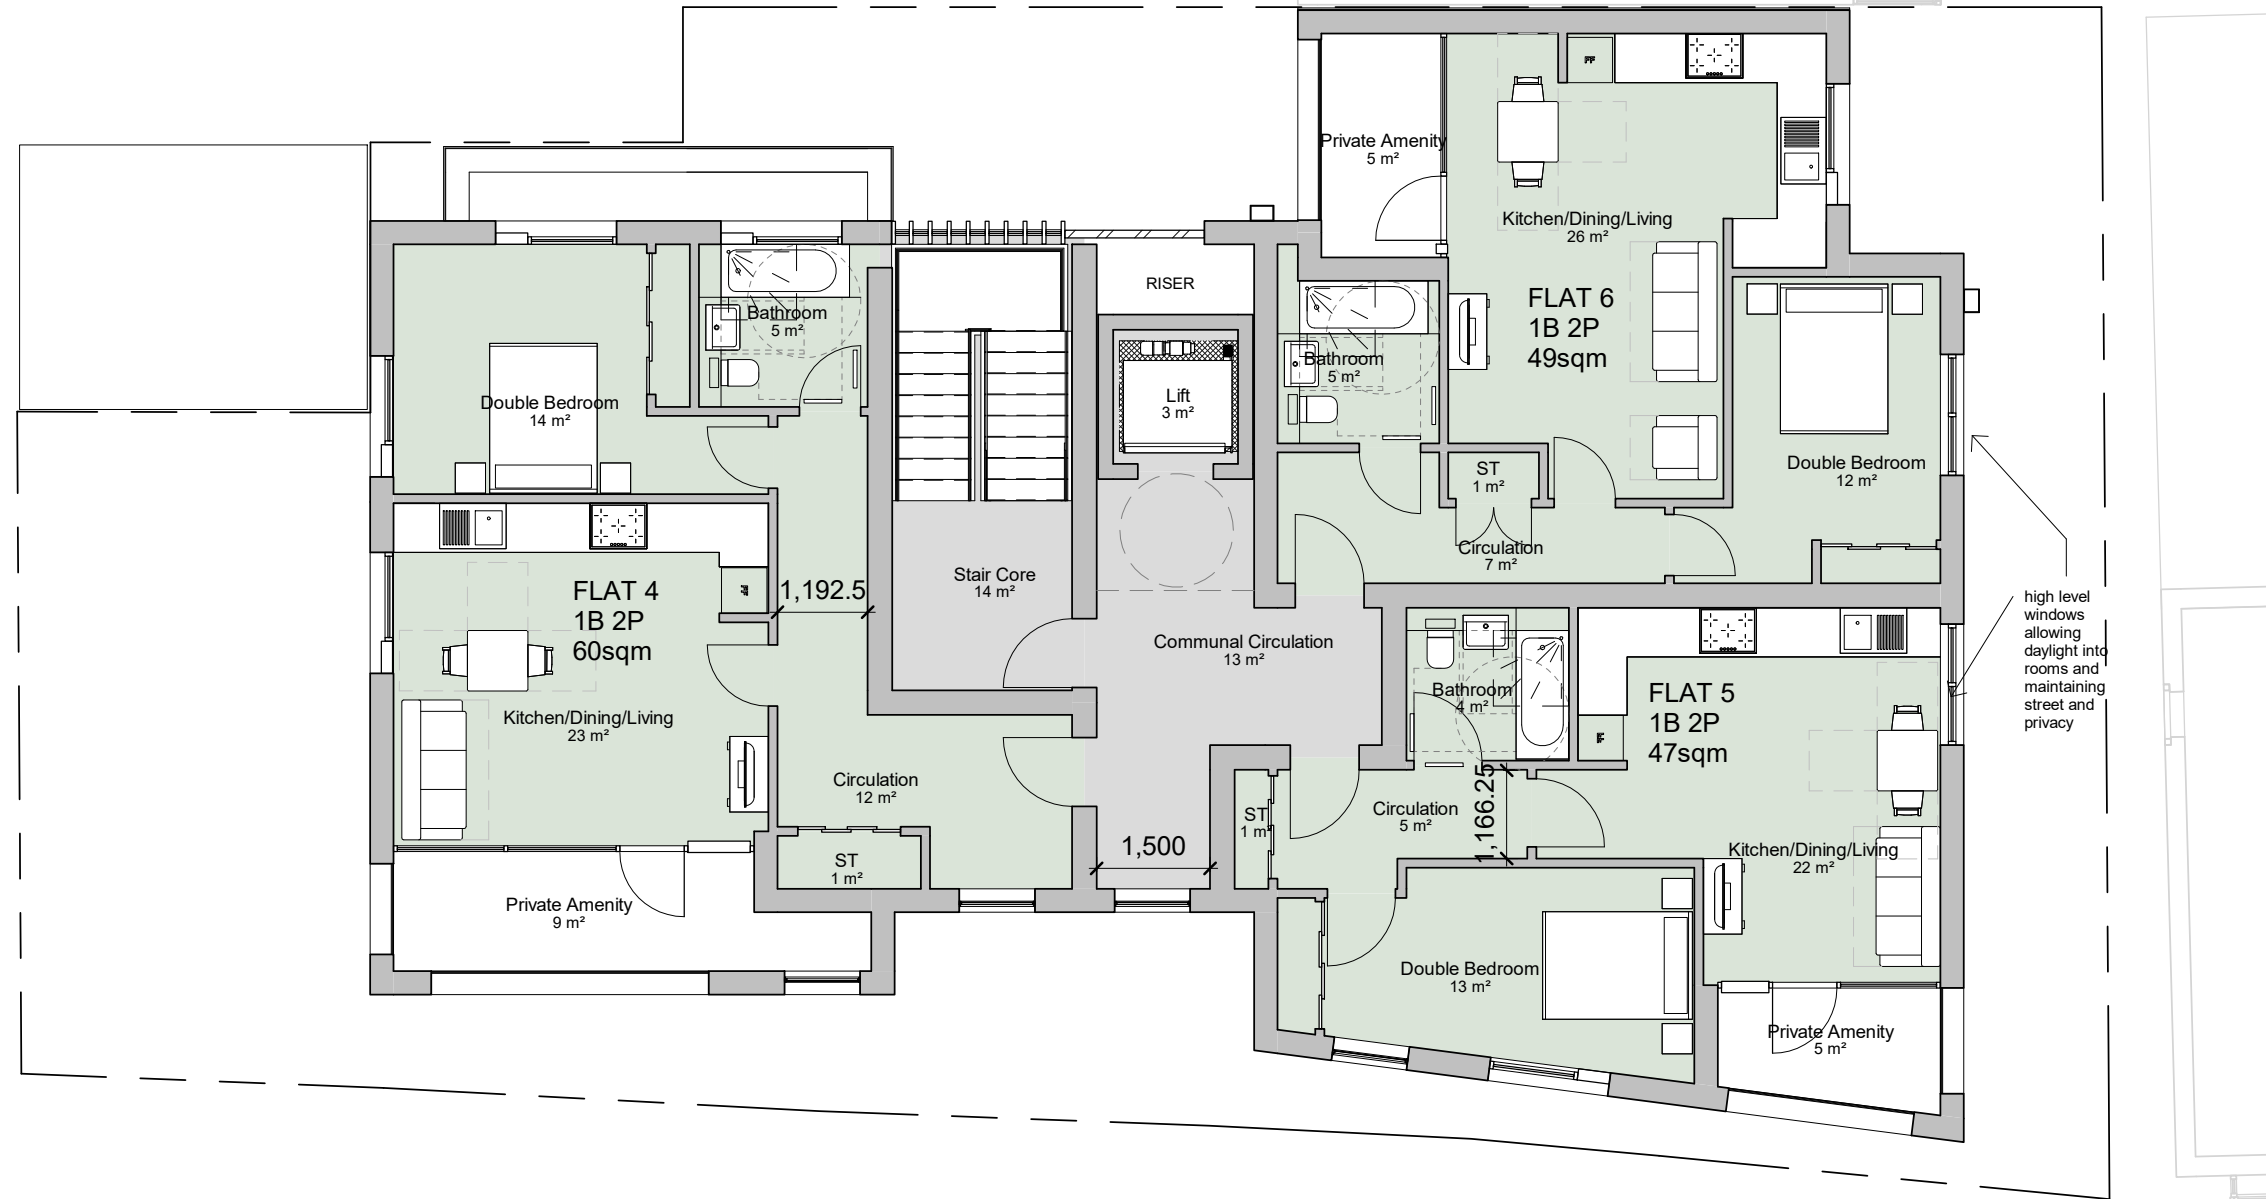 Private Amenity
5 m²
FF
Kitchen/Dining/Living
26 m²
FLAT 6
1B 2P
49sqm
RISER
Bathroom
5 m²
Bathroom
5 m²
Lift
3 m²
Double Bedroom
14 m²
Double Bedroom
12 m²
ST
1 m²
Circulation
7 m²
Stair Core
14 m²
FLAT 4
1B 2P
60sqm
FF
1,192.5
Communal Circulation
13 m²
high level
windows
allowing
daylight into
rooms and
maintaining
street and
privacy
Kitchen/Dining/Living
23 m²
Bathroom
4 m²
FLAT 5
1B 2P
47sqm
FF
Circulation
12 m²
ST
1 m²
Circulation
5 m²
1,166.25
1,500
Kitchen/Dining/Living
22 m²
ST
1 m²
Private Amenity
9 m²
Double Bedroom
13 m²
Private Amenity
5 m²